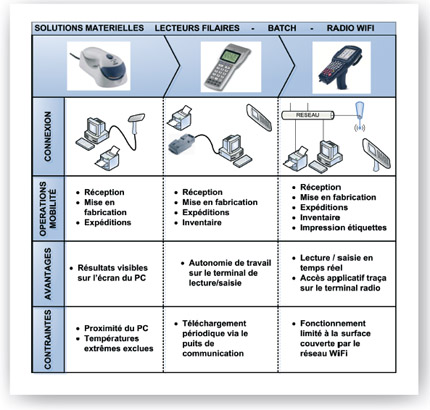 SOLUTIONS MATERIELLES LECTEURS FILAIRES - BATCH - RADIO WIFI
CONNEXION
RESEAU
OPERATIONS
MOBILITÉ
• Réception
• Mise en
fabrication
• Expéditions
• Réception
• Mise en fabrication
• Expéditions
• Inventaire
• Réception
• Mise en fabrication
• Expéditions
• Inventaire
• Impression étiquettes
AVANTAGES
• Résultats visibles
sur l'écran du PC
• Autonomie de travail
sur le terminal de
lecture/saisie
• Lecture / saisie en
temps réel
• Accès applicatif traça
sur le terminal radio
CONTRAINTES
• Proximité du PC
• Températures
extrêmes exclues
• Téléchargement
périodique via le
puits de
communication
• Fonctionnement
limité à la surface
couverte par le
réseau WiFi